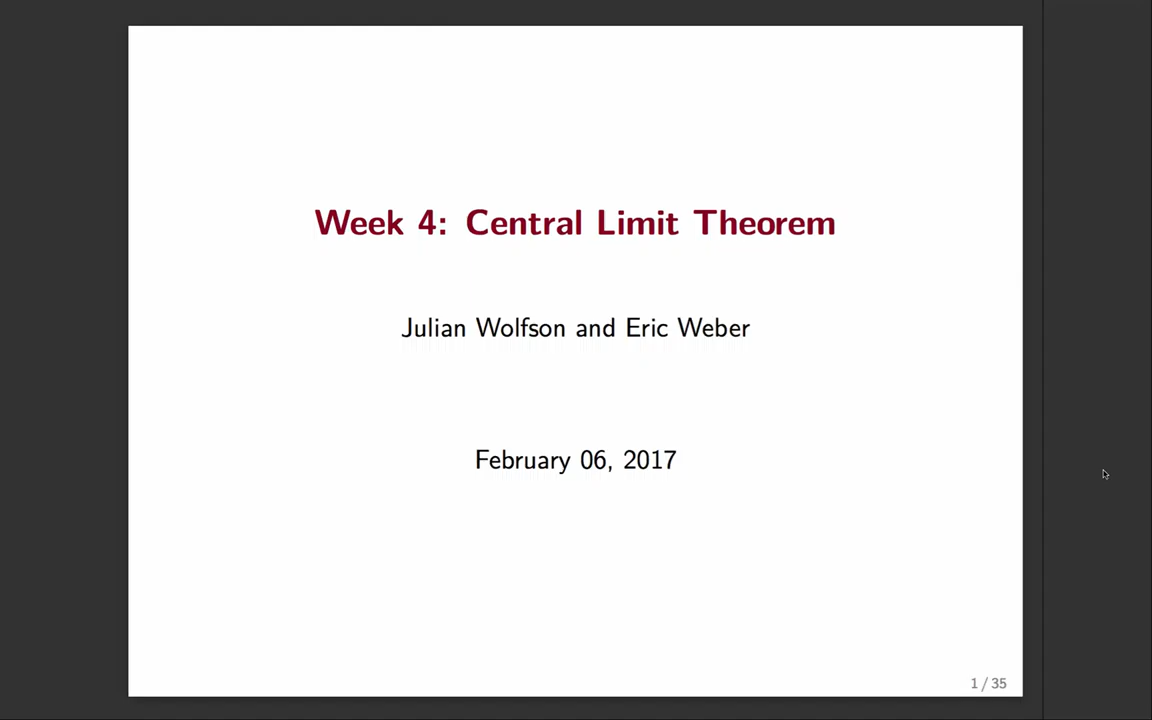 Week 4: Central Limit Theorem
Julian Wolfson and Eric Weber
February 06, 2017
1 / 35